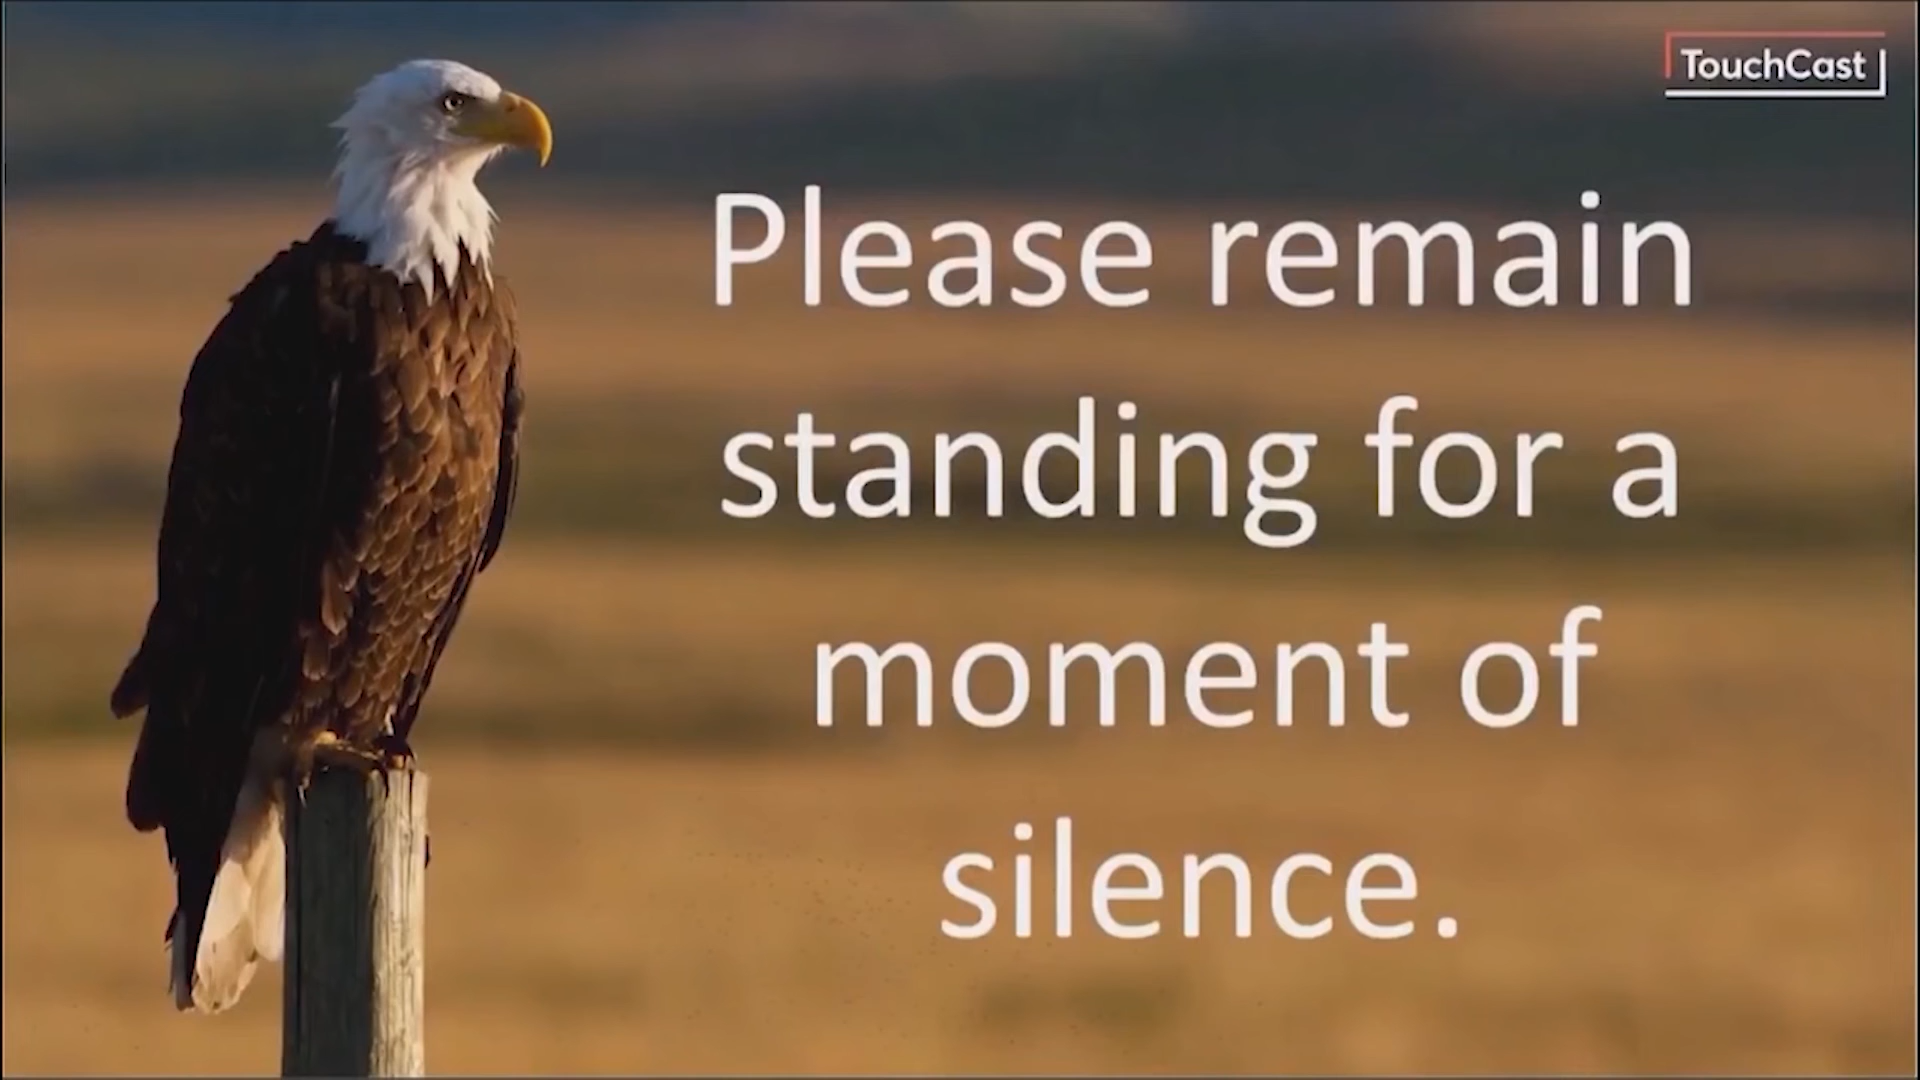 TouchCast
Please remain
standing for a
moment of
silence.